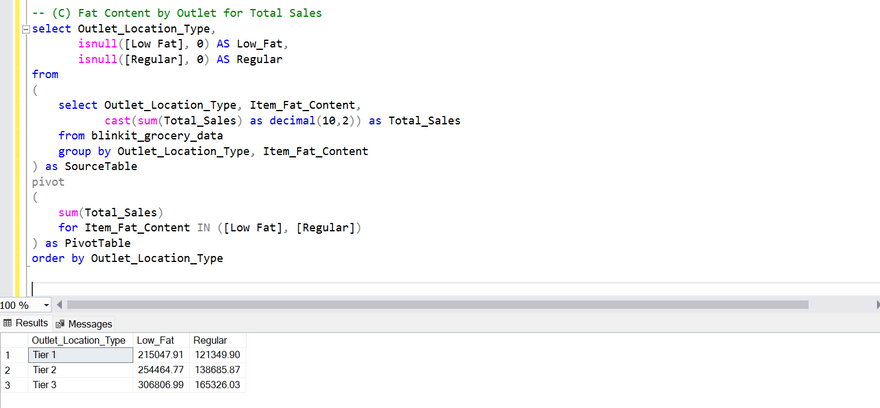 -- (C) Fat Content by Outlet for Total Sales
select Outlet_Location_Type,
isnull([Low Fat], 0) AS Low_Fat,
isnull([Regular], 0) AS Regular
from
(
select Outlet_Location_Type, Item_Fat_Content,
cast(sum(Total_Sales) as decimal(10,2)) as Total_Sales
from blinkit_grocery_data
group by Outlet_Location_Type, Item_Fat_Content
) as SourceTable
pivot
(
sum(Total_Sales)
for Item_Fat_Content IN ([Low Fat], [Regular])
) as PivotTable
order by Outlet_Location_Type
100 %
Results Messages
Outlet_Location_Type Low_Fat Regular
1 Tier 1 215047.91 121349.90
2 Tier 2 254464.77 138685.87
3 Tier 3 306806.99 165326.03